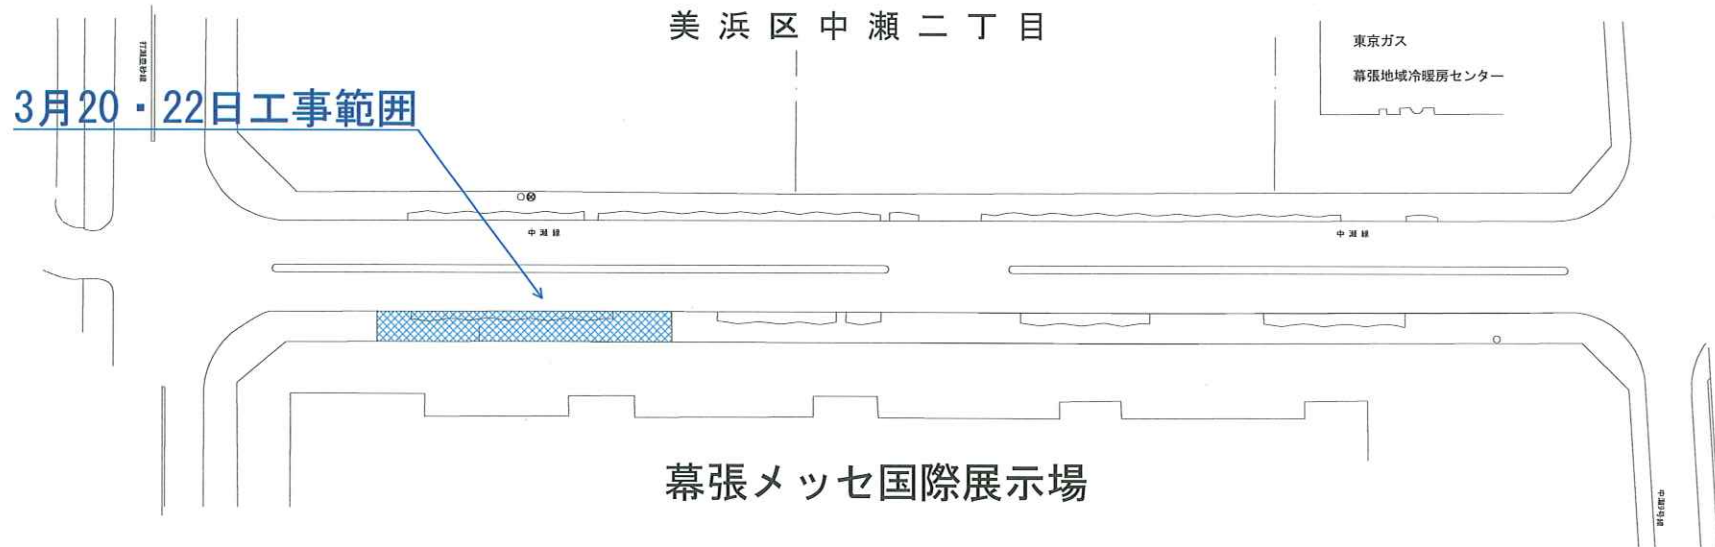 美浜区中瀬二丁目
東京ガス
幕張地域冷暖房センター
3月20・22日工事範囲
中瀬線
中瀬線
幕張メッセ国際展示場